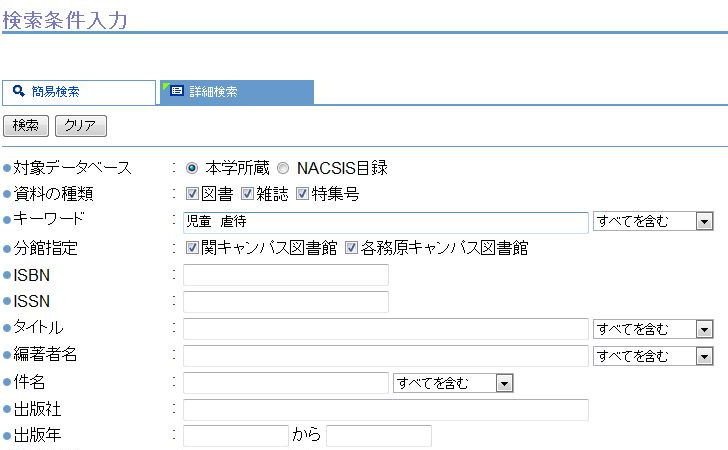 検索条件入力
簡易検索 詳細検索
検索 クリア
対象データベース : 本学所蔵 NACSIS目録
資料の種類 : 図書 雑誌 特集号
キーワード : 児童 虐待 すべてを含む
分館指定 : 関キャンパス図書館 各務原キャンパス図書館
ISBN :
ISSN :
タイトル : すべてを含む
編著者名 : すべてを含む
件名 : すべてを含む
出版社 :
出版年 : から